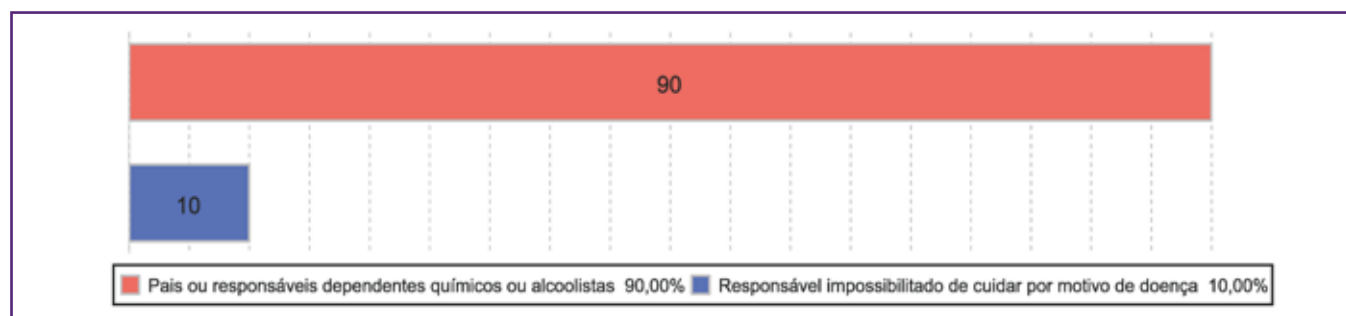 90
10
Pais ou responsáveis dependentes químicos ou alcoolistas 90,00% Responsável impossibilitado de cuidar por motivo de doença 10,00%